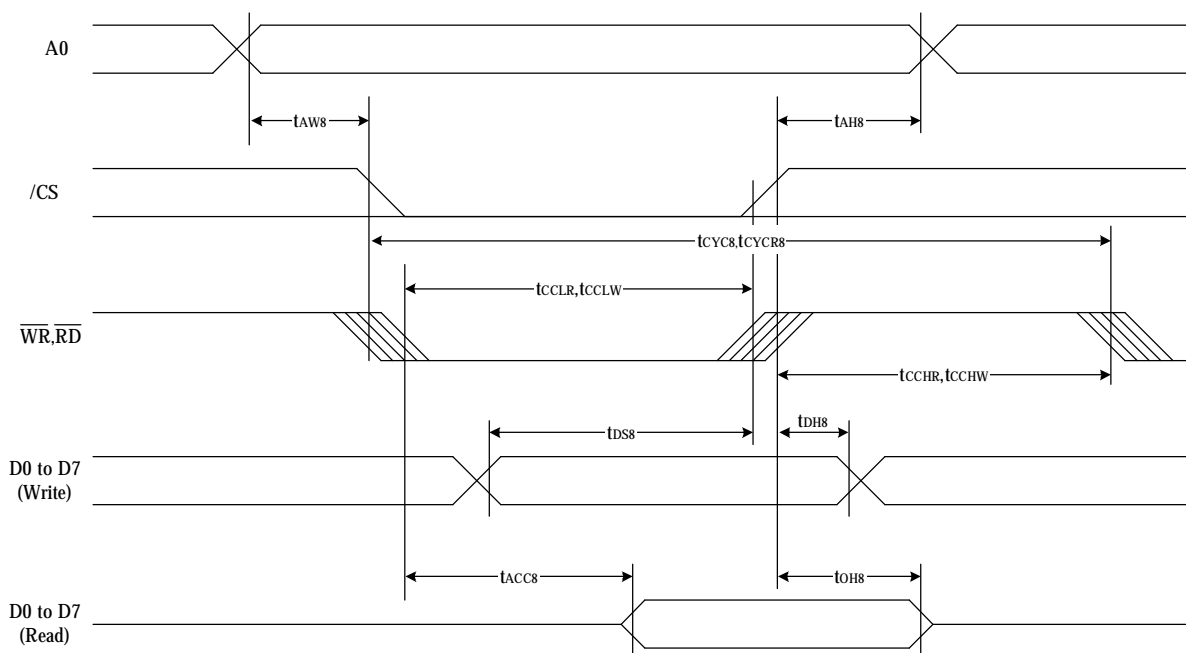 A0
tAW8
tAH8
/CS
tCYC8,tCYCR8
tCCLR,tCCLW
WR,RD
tCCHR,tCCHW
tDS8
tDH8
D0 to D7
(Write)
tACC8
tOH8
D0 to D7
(Read)